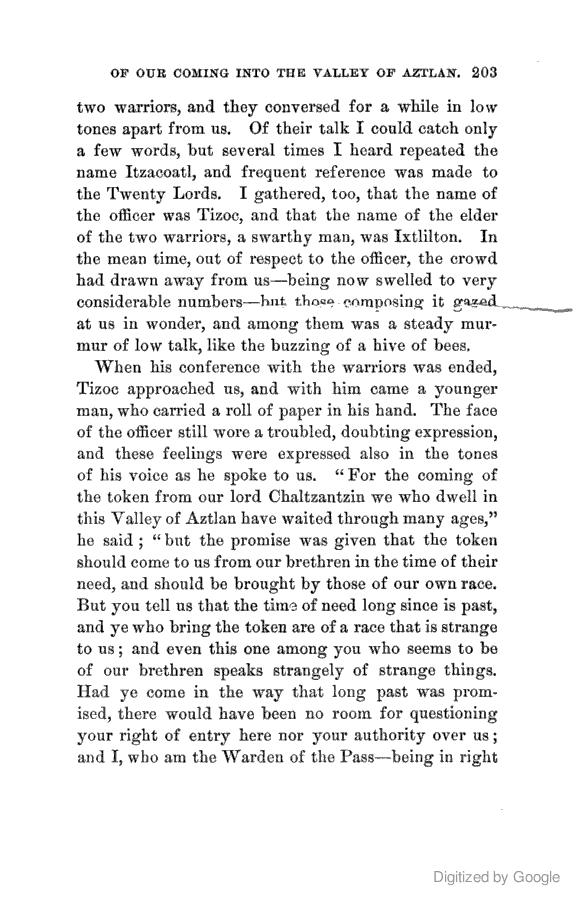 OF OUR COMING INTO THE VALLEY OF AZTLAN. 203
two warriors, and they conversed for a while in low
tones apart from us. Of their talk I could catch only
a few words, but several times I heard repeated the
name Itzacoatl, and frequent reference was made to
the Twenty Lords. I gathered, too, that the name of
the officer was Tizoc, and that the name of the elder
of the two warriors, a swarthy man, was Ixtlilton. In
the mean time, out of respect to the officer, the crowd
had drawn away from us—being now swelled to very
considerable numbers—but those composing it gazed
at us in wonder, and among them was a steady mur-
mur of low talk, like the buzzing of a hive of bees.
When his conference with the warriors was ended,
Tizoc approached us, and with him came a younger
man, who carried a roll of paper in his hand. The face
of the officer still wore a troubled, doubting expression,
and these feelings were expressed also in the tones
of his voice as he spoke to us. "For the coming of
the token from our lord Chaltzantzin we who dwell in
this Valley of Aztlan have waited through many ages,"
he said; "but the promise was given that the token
should come to us from our brethren in the time of their
need, and should be brought by those of our own race.
But you tell us that the time of need long since is past,
and ye who bring the token are of a race that is strange
to us; and even this one among you who seems to be
of our brethren speaks strangely of strange things.
Had ye come in the way that long past was prom-
ised, there would have been no room for questioning
your right of entry here nor your authority over us;
and I, who am the Warden of the Pass—being in right
Digitized by Google